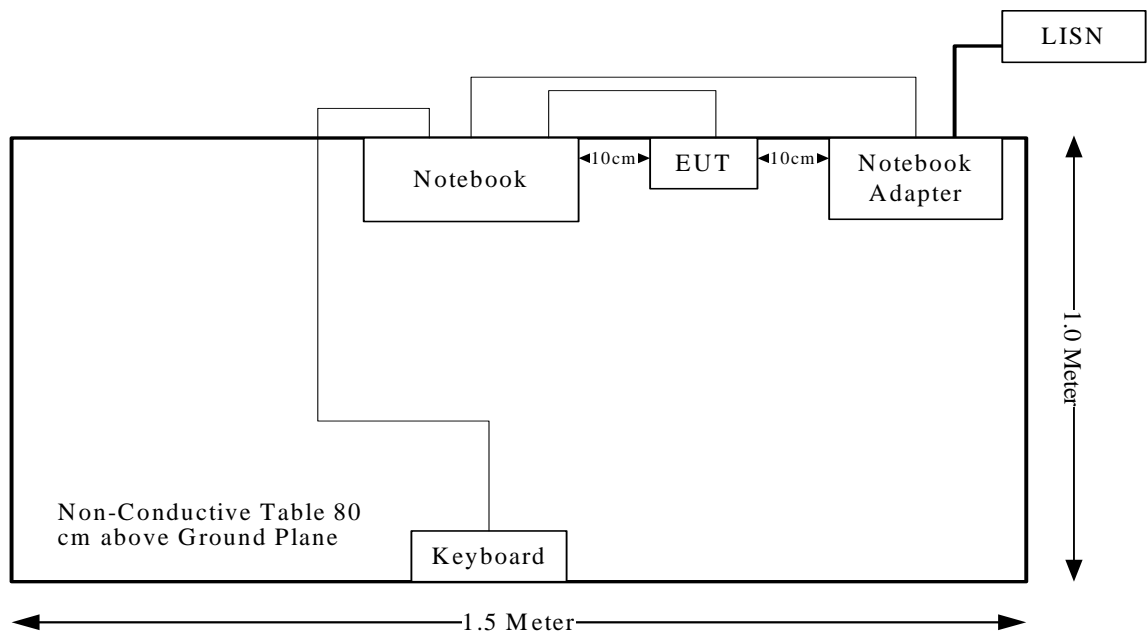 LISN
Notebook
10cm
EUT
10cm
Notebook
Adapter
1.0 Meter
Non-Conductive Table 80
cm above Ground Plane
Keyboard
1.5 Meter